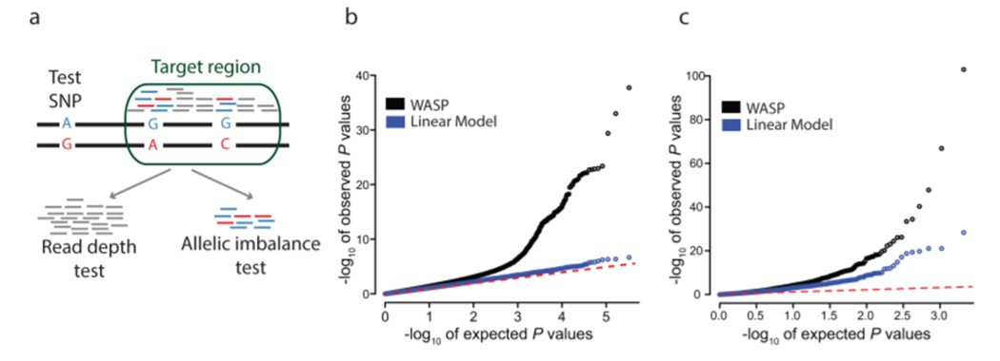 a
Test
SNP
Target region
A
G
G
G
A
C
Read depth
test
Allelic imbalance
test
b
-log10 of observed P values
40
30
20
10
0
WASP
Linear Model
0 1 2 3 4 5
-log10 of expected P values
c
-log10 of observed P values
100
80
60
40
20
0
WASP
Linear Model
0.0 0.5 1.0 1.5 2.0 2.5 3.0
-log10 of expected P values